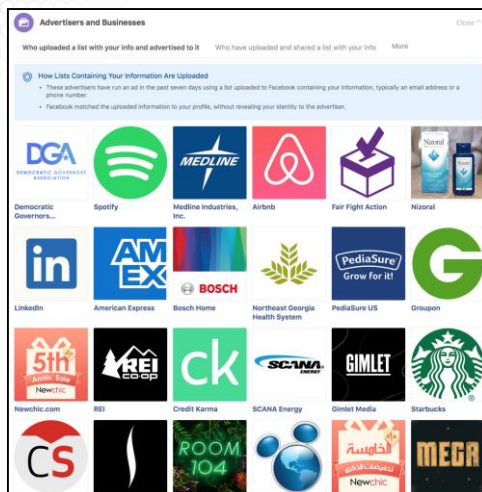 Advertisers and Businesses
Close
Who uploaded a list with your info and advertised to it
Who have uploaded and shared a list with your info
More
How Lists Containing Your Information Are Uploaded
• These advertisers have run an ad in the past seven days using a list uploaded to Facebook containing your information, typically an email address or a
phone number.
• Facebook matched the uploaded information to your profile, without revealing your identity to the advertiser.
DGA
DEMOCRATIC GOVERNORS
ASSOCIATION
MEDLINE
Nizoral
Nizoral
Democratic
Governors...
Spotify
Medline Industries,
Inc.
Airbnb
Fair Fight Action
Nizoral
in
AM
EX
BOSCH
PediaSure
Grow for it!
G
LinkedIn
American Express
Bosch Home
Northeast Georgia
Health System
PediaSure US
Groupon
5th
Anniv. Sale
Newchic
REI
CO-OP
ck
SCANA
ENERGY
GIMLET
Newchic.com
REI
Credit Karma
SCANA Energy
Gimlet Media
Starbucks
CS
ROOM
104
الخامسة
Newchic
MEGA